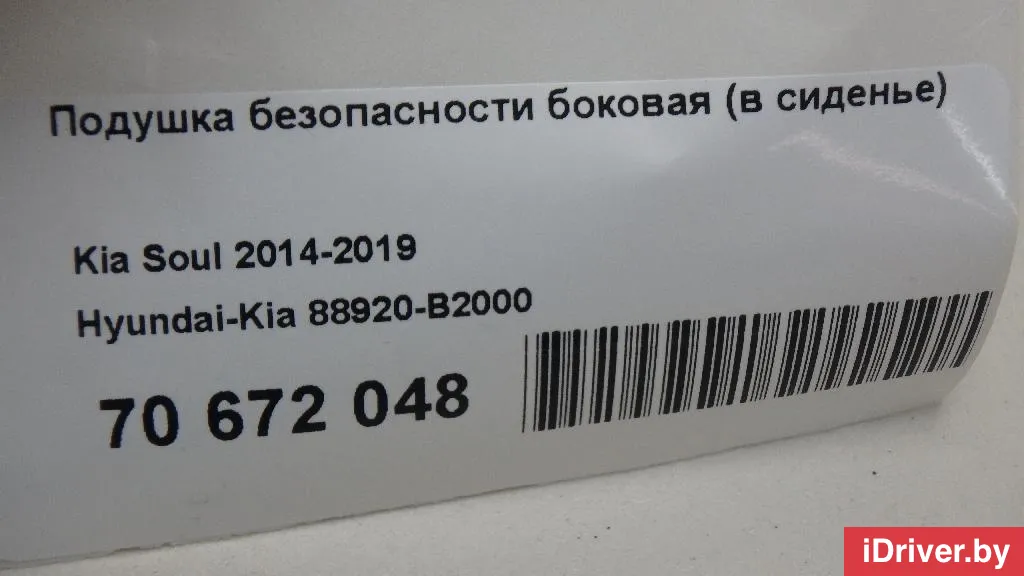 Подушка безопасности боковая (в сиденье)
Kia Soul 2014-2019
Hyundai-Kia 88920-B2000
70 672 048
iDriver.by